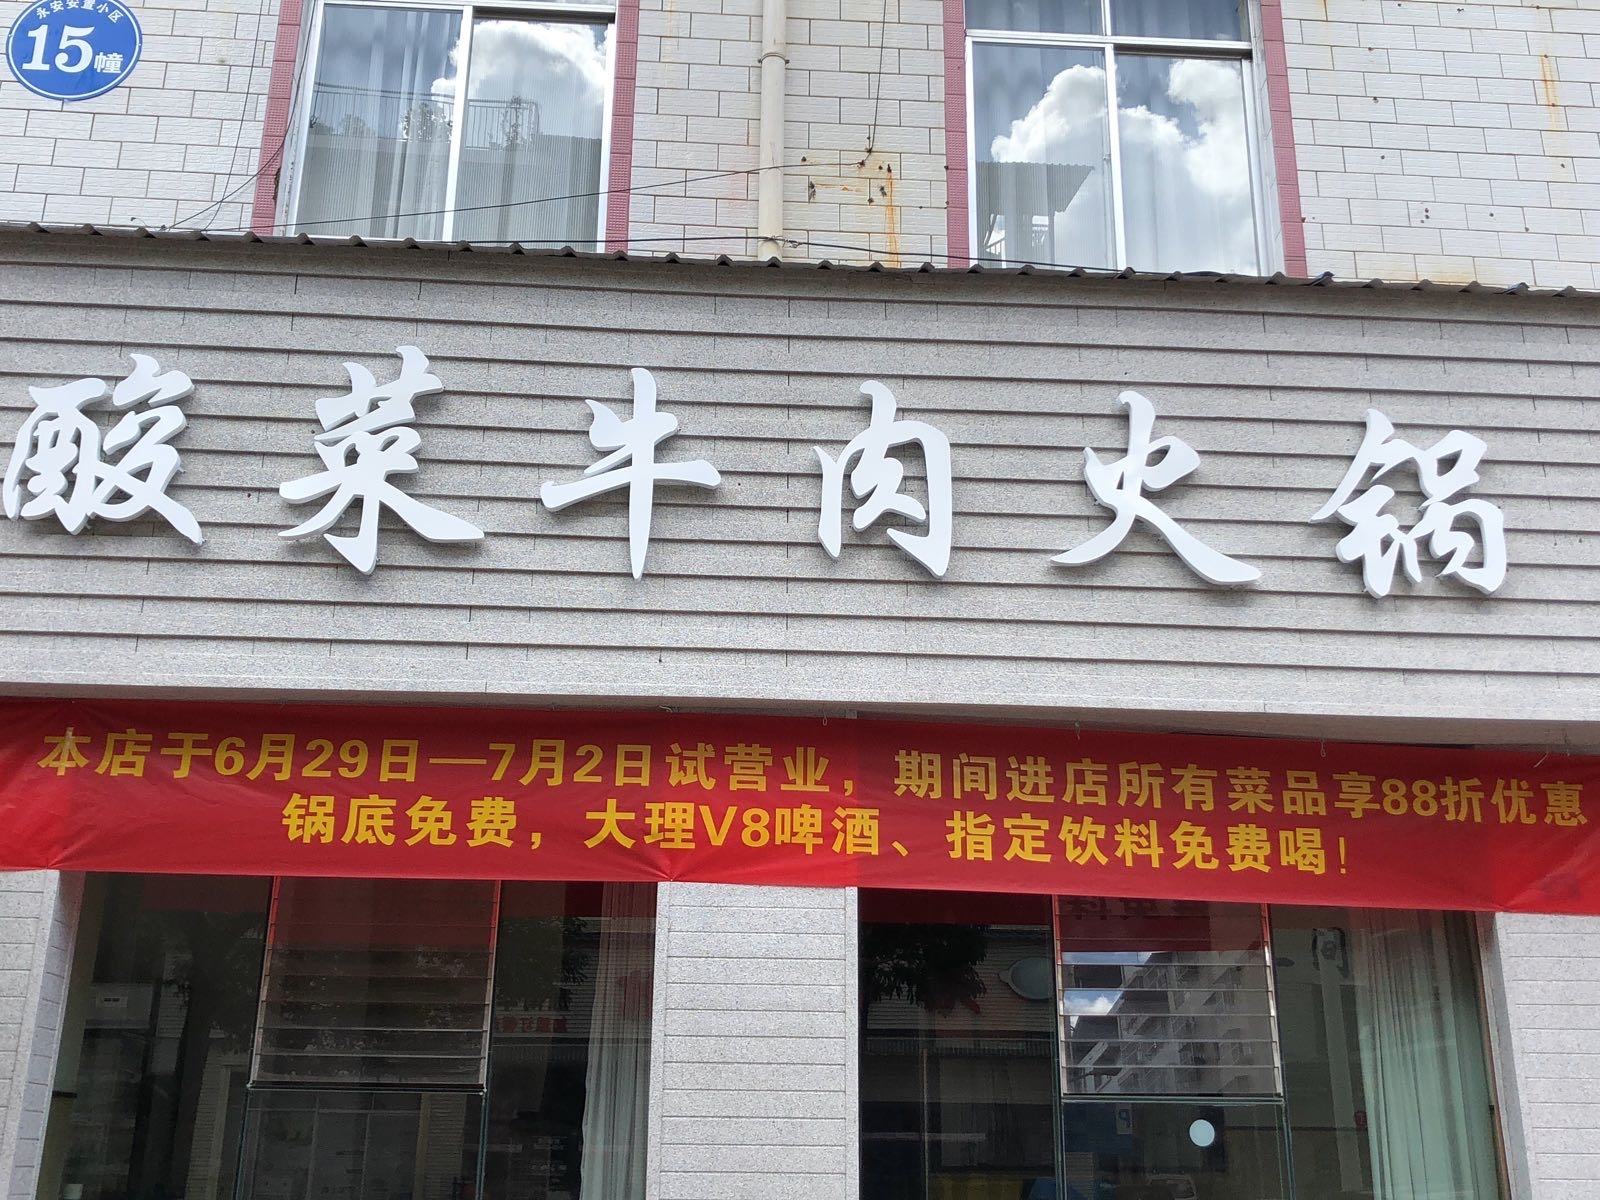 永安安置小区
15幢
酸菜牛肉火锅
本店于6月29日—7月2日试营业，期间进店所有菜品享88折优惠
锅底免费，大理V8啤酒、指定饮料免费喝！